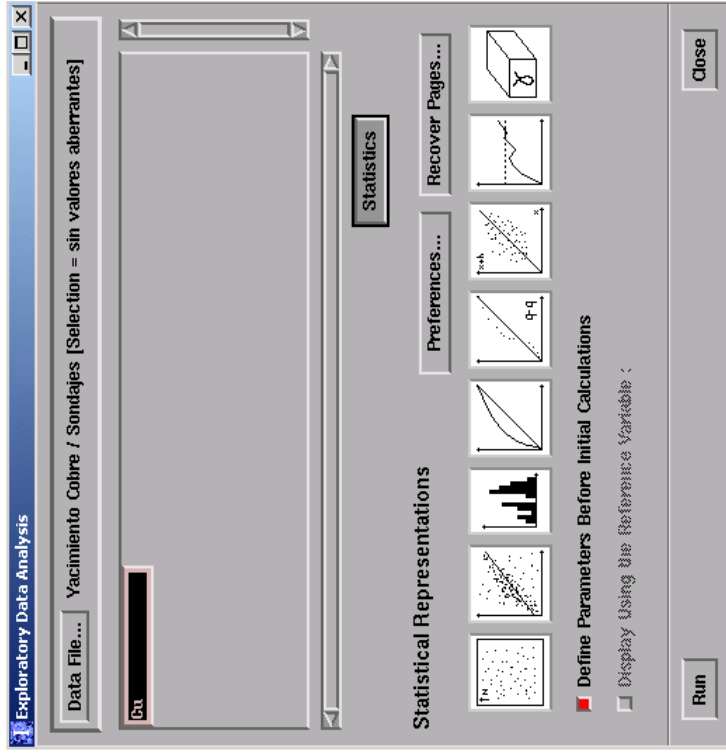 Exploratory Data Analysis
Data File... Yacimiento Cobre / Sondajes [Selection = sin valores aberrantes]
Cu
Statistics
Preferences... Recover Pages...
Statistical Representations
N
q-q
x+h
x
γ
Define Parameters Before Initial Calculations
Display Using the Reference Variable :
Run Close